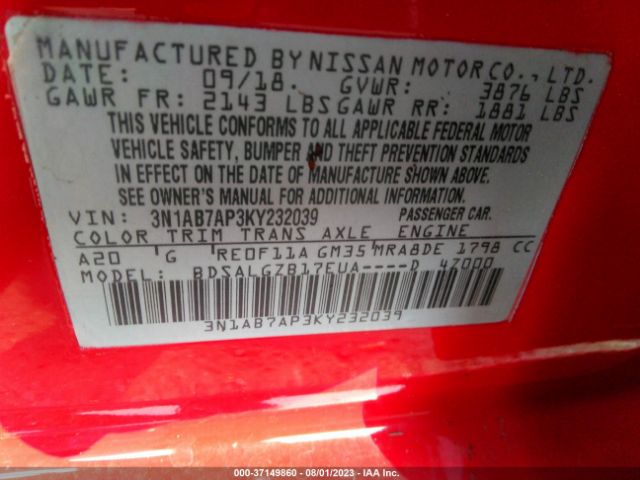 MANUFACTURED BY NISSAN MOTOR CO., LTD.
DATE: 09/18. GVWR: 3876 LBS
GAWR FR: 2143 LBS GAWR RR: 1881 LBS
THIS VEHICLE CONFORMS TO ALL APPLICABLE FEDERAL MOTOR
VEHICLE SAFETY, BUMPER AND THEFT PREVENTION STANDARDS
IN EFFECT ON THE DATE OF MANUFACTURE SHOWN ABOVE.
SEE OWNER'S MANUAL FOR ADDITIONAL INFORMATION.
VIN: 3N1AB7AP3KY232039 PASSENGER CAR.
COLOR TRIM TRANS AXLE ENGINE
A20 G RE0F11A GM35 MRA8DE 1798 CC
MODEL: BDSALGZB17EUA----D 47000
3N1AB7AP3KY232039
000-37149860 - 08/01/2023 - IAA Inc.